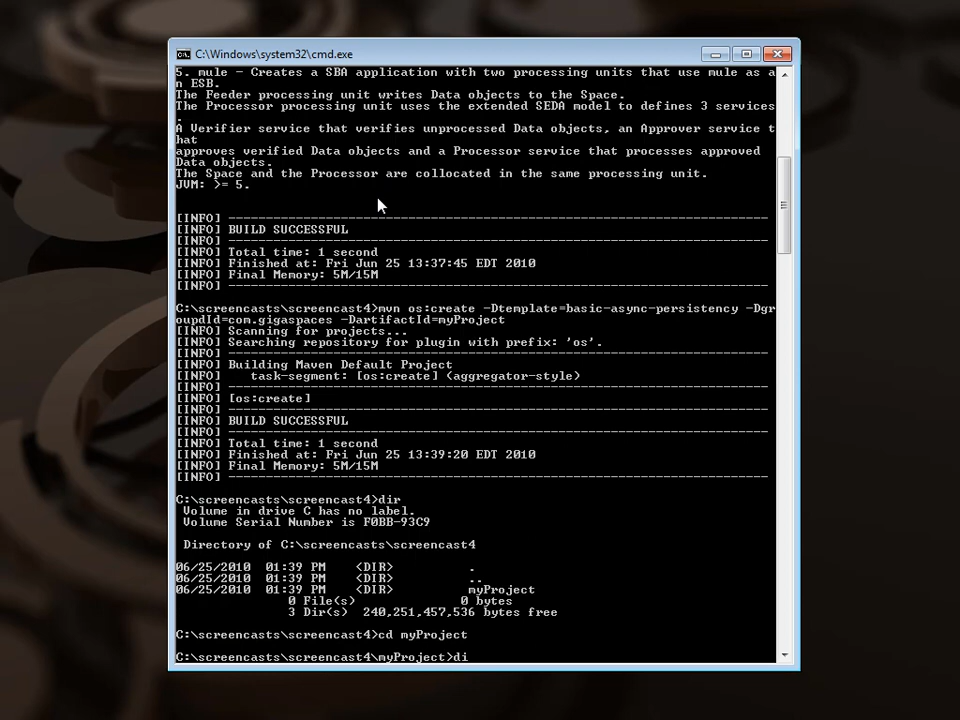 C:\Windows\system32\cmd.exe
5. mule - Creates a SBA application with two processing units that use mule as a
n ESB.
The Feeder processing unit writes Data objects to the Space.
The Processor processing unit uses the extended SEDA model to defines 3 services
.
A Verifier service that verifies unprocessed Data objects, an Approver service t
hat
approves verified Data objects and a Processor service that processes approved
Data objects.
The Space and the Processor are collocated in the same processing unit.
JVM: >= 5.
[INFO] ------------------------------------------------------------------------
[INFO] BUILD SUCCESSFUL
[INFO] ------------------------------------------------------------------------
[INFO] Total time: 1 second
[INFO] Finished at: Fri Jun 25 13:37:45 EDT 2010
[INFO] Final Memory: 5M/15M
[INFO] ------------------------------------------------------------------------
C:\screencasts\screencast4>mvn os:create -Dtemplate=basic-async-persistency -Dgr
oupdId=com.gigaspaces -DartifactId=myProject
[INFO] Scanning for projects...
[INFO] Searching repository for plugin with prefix: 'os'.
[INFO] ------------------------------------------------------------------------
[INFO] Building Maven Default Project
[INFO]    task-segment: [os:create] (aggregator-style)
[INFO] ------------------------------------------------------------------------
[INFO] [os:create]
[INFO] ------------------------------------------------------------------------
[INFO] BUILD SUCCESSFUL
[INFO] ------------------------------------------------------------------------
[INFO] Total time: 1 second
[INFO] Finished at: Fri Jun 25 13:39:20 EDT 2010
[INFO] Final Memory: 5M/15M
[INFO] ------------------------------------------------------------------------
C:\screencasts\screencast4>dir
Volume in drive C has no label.
Volume Serial Number is F0BB-93C9
Directory of C:\screencasts\screencast4
06/25/2010  01:39 PM    <DIR>          .
06/25/2010  01:39 PM    <DIR>          ..
06/25/2010  01:39 PM    <DIR>          myProject
0 File(s)              0 bytes
3 Dir(s)  240,251,457,536 bytes free
C:\screencasts\screencast4>cd myProject
C:\screencasts\screencast4\myProject>di